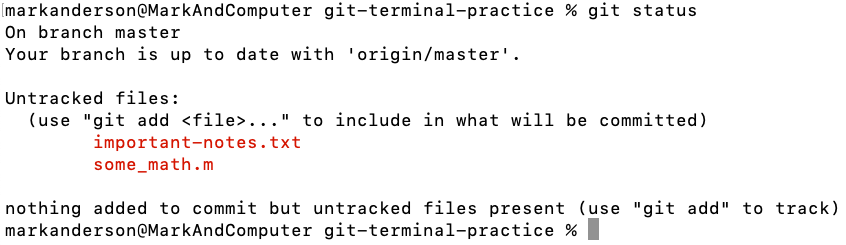 markanderson@MarkAndComputer git-terminal-practice % git status
On branch master
Your branch is up to date with 'origin/master'.

Untracked files:
  (use "git add <file>..." to include in what will be committed)
        important-notes.txt
        some_math.m

nothing added to commit but untracked files present (use "git add" to track)
markanderson@MarkAndComputer git-terminal-practice %